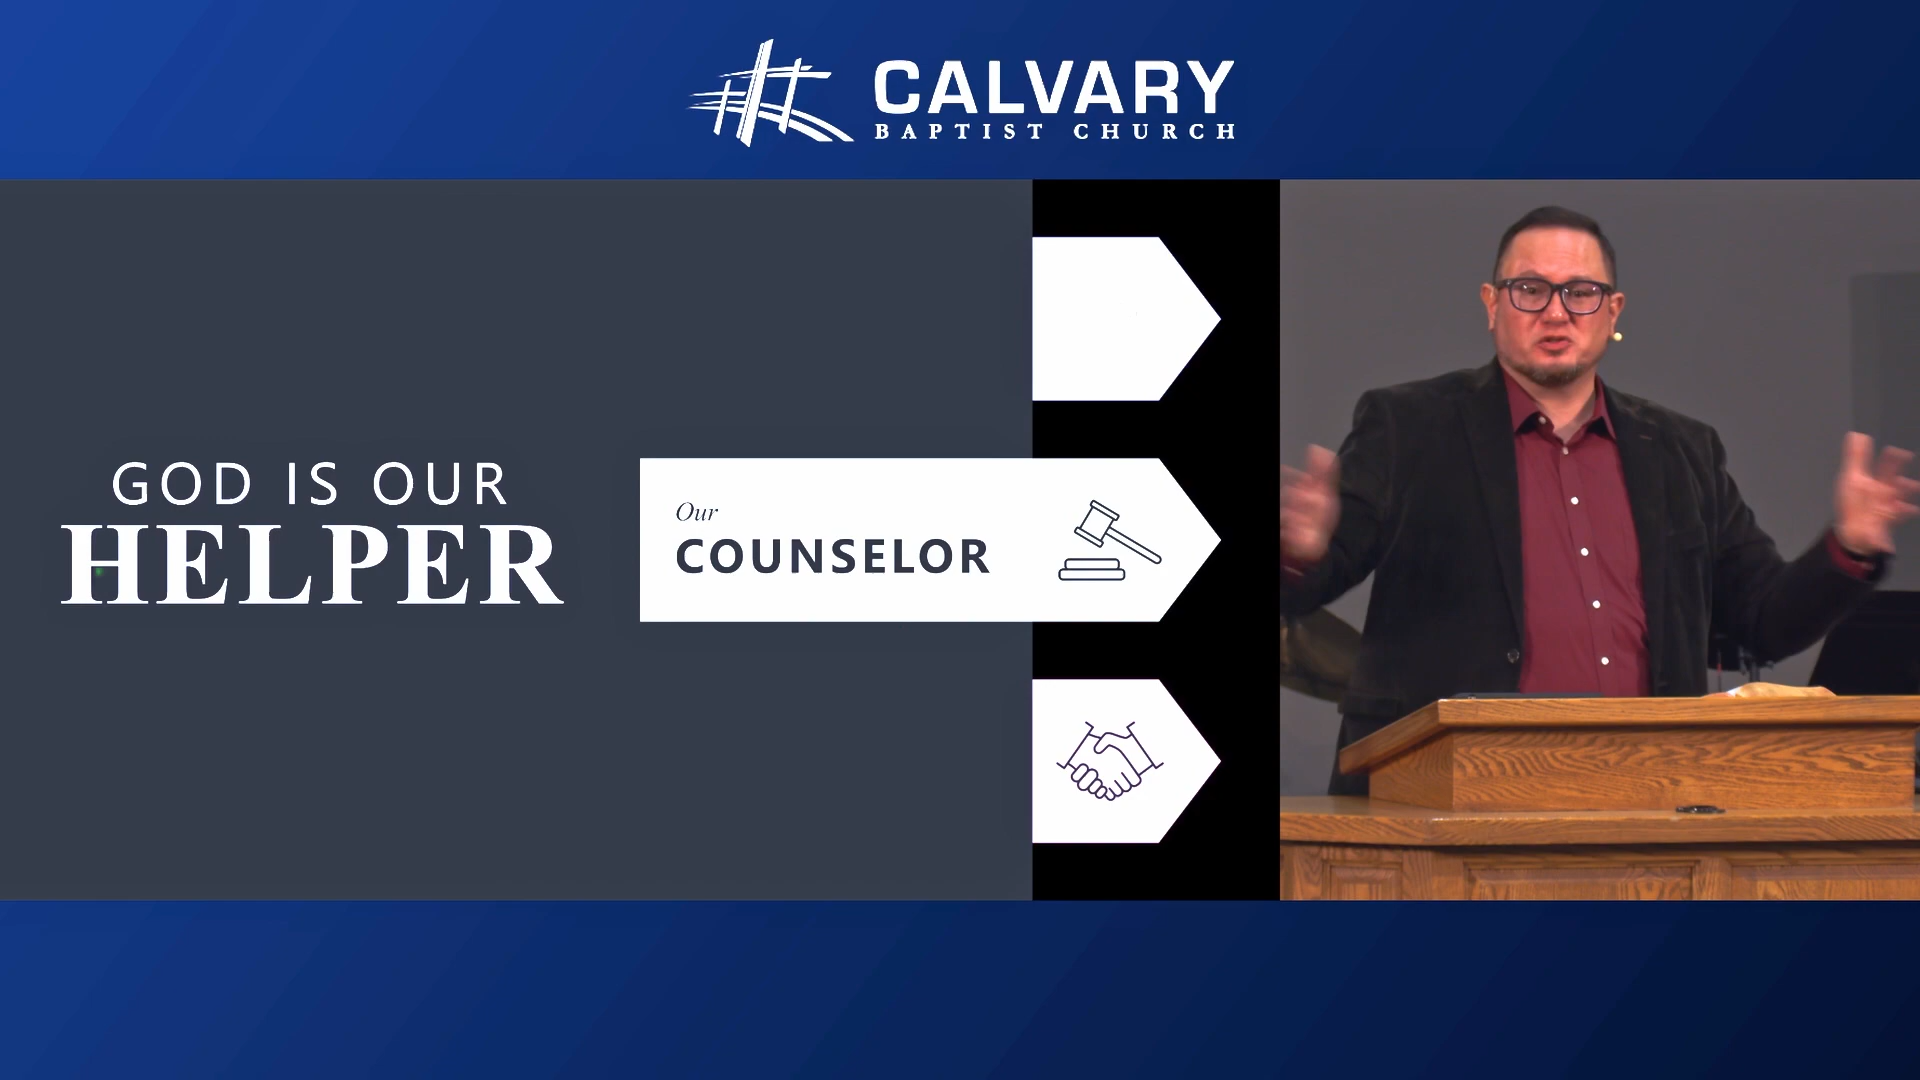 CALVARY
BAPTIST CHURCH
GOD IS OUR
HELPER
Our
COUNSELOR